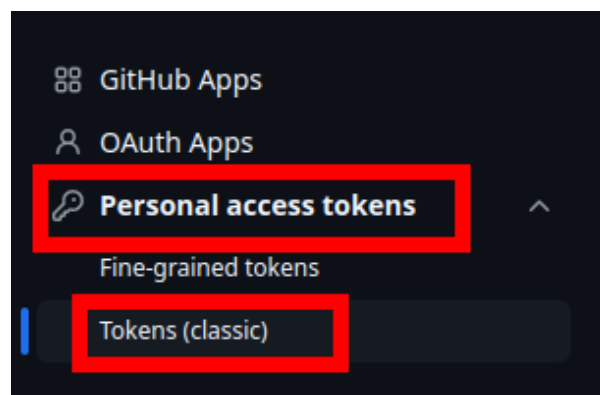 GitHub Apps
OAuth Apps
Personal access tokens
Fine-grained tokens
Tokens (classic)